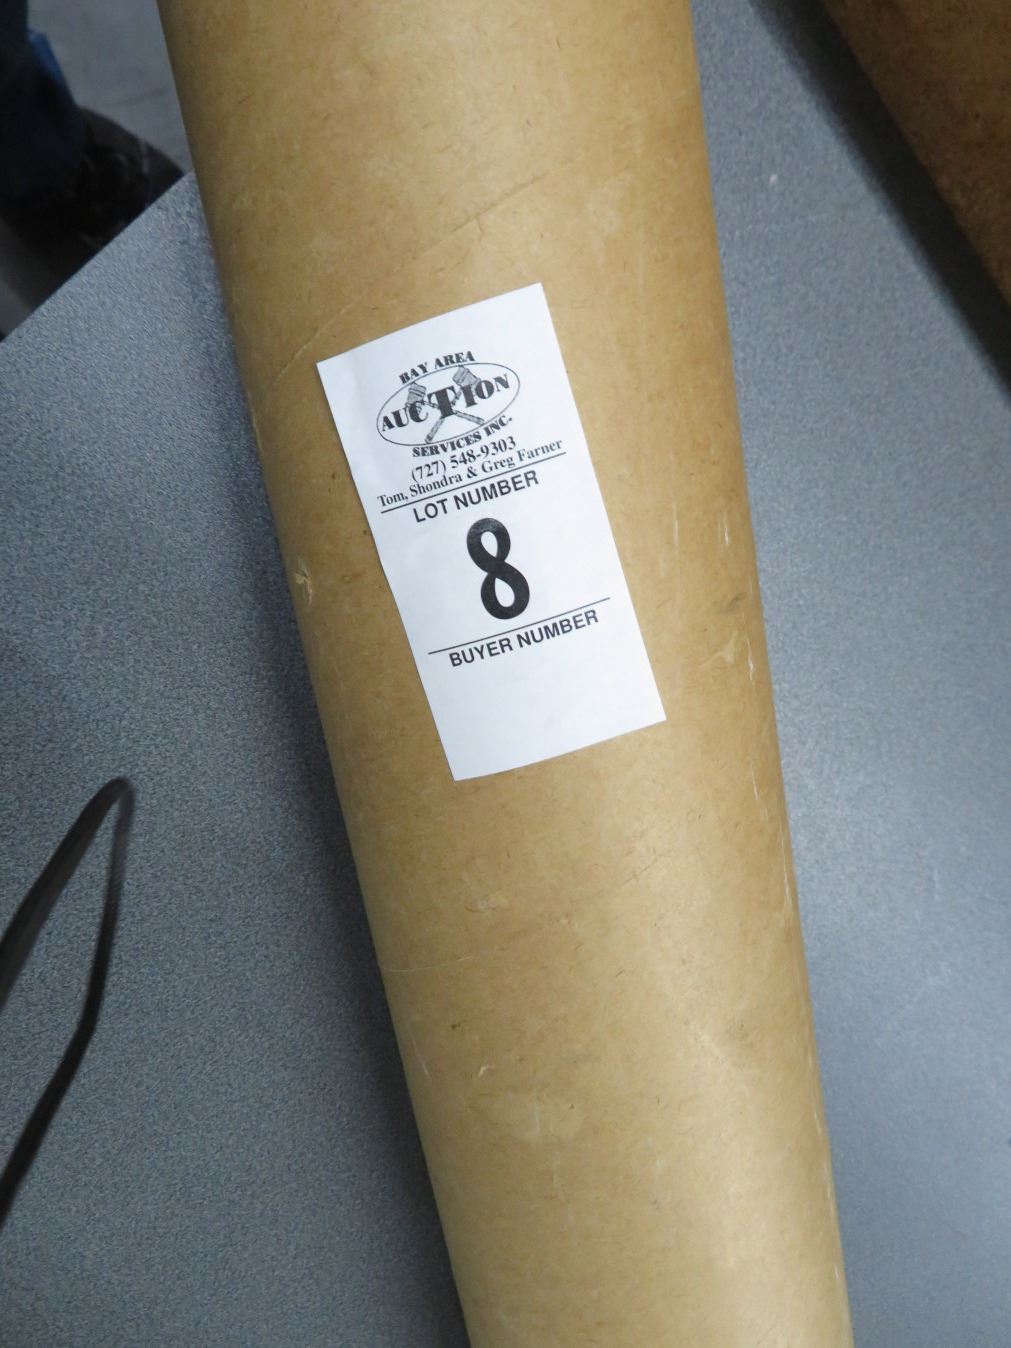 BAY AREA
AUCTION
SERVICES INC.
(727) 548-9303
Tom, Shondra & Greg Farner
LOT NUMBER
8
BUYER NUMBER